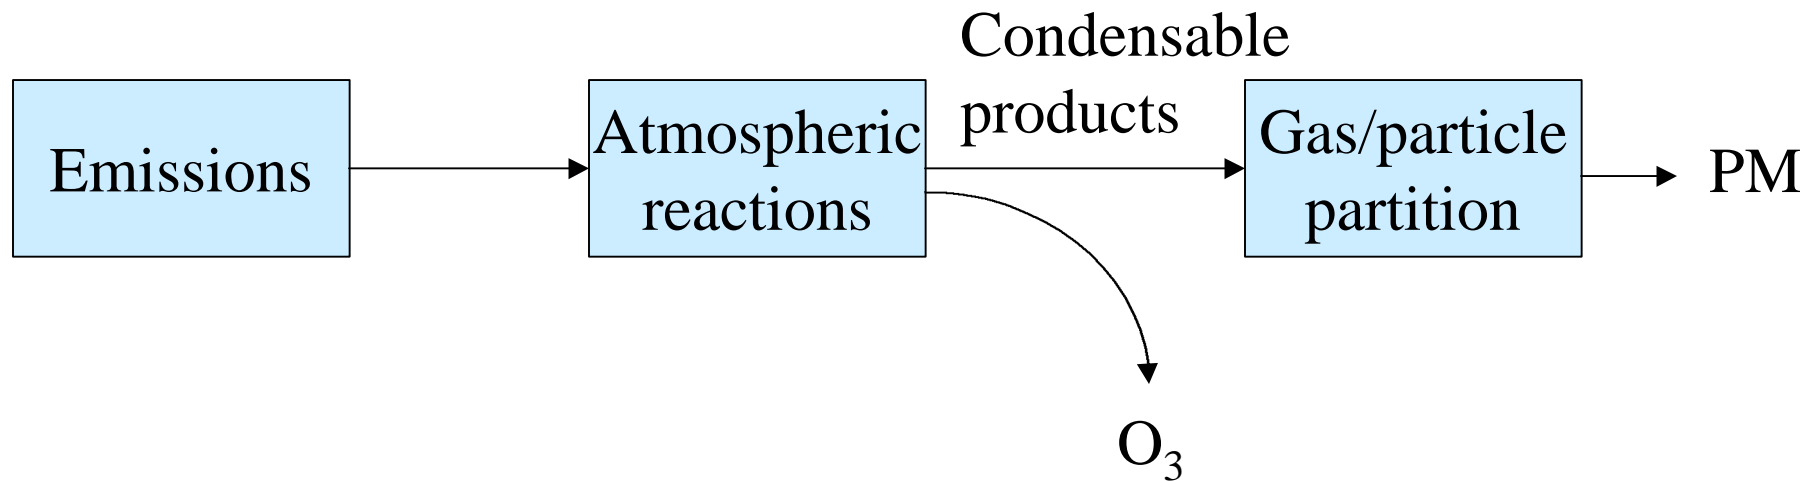 Emissions
Atmospheric
reactions
Condensable
products
Gas/particle
partition
PM
O₃